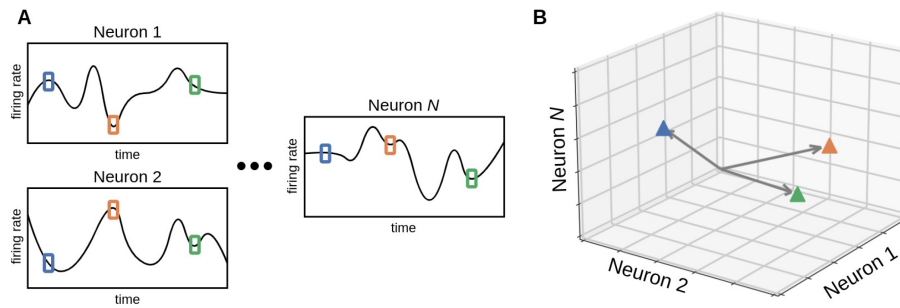 A
Neuron 1
firing rate
time
Neuron 2
firing rate
time
Neuron N
firing rate
time
B
Neuron N
Neuron 2
Neuron 1